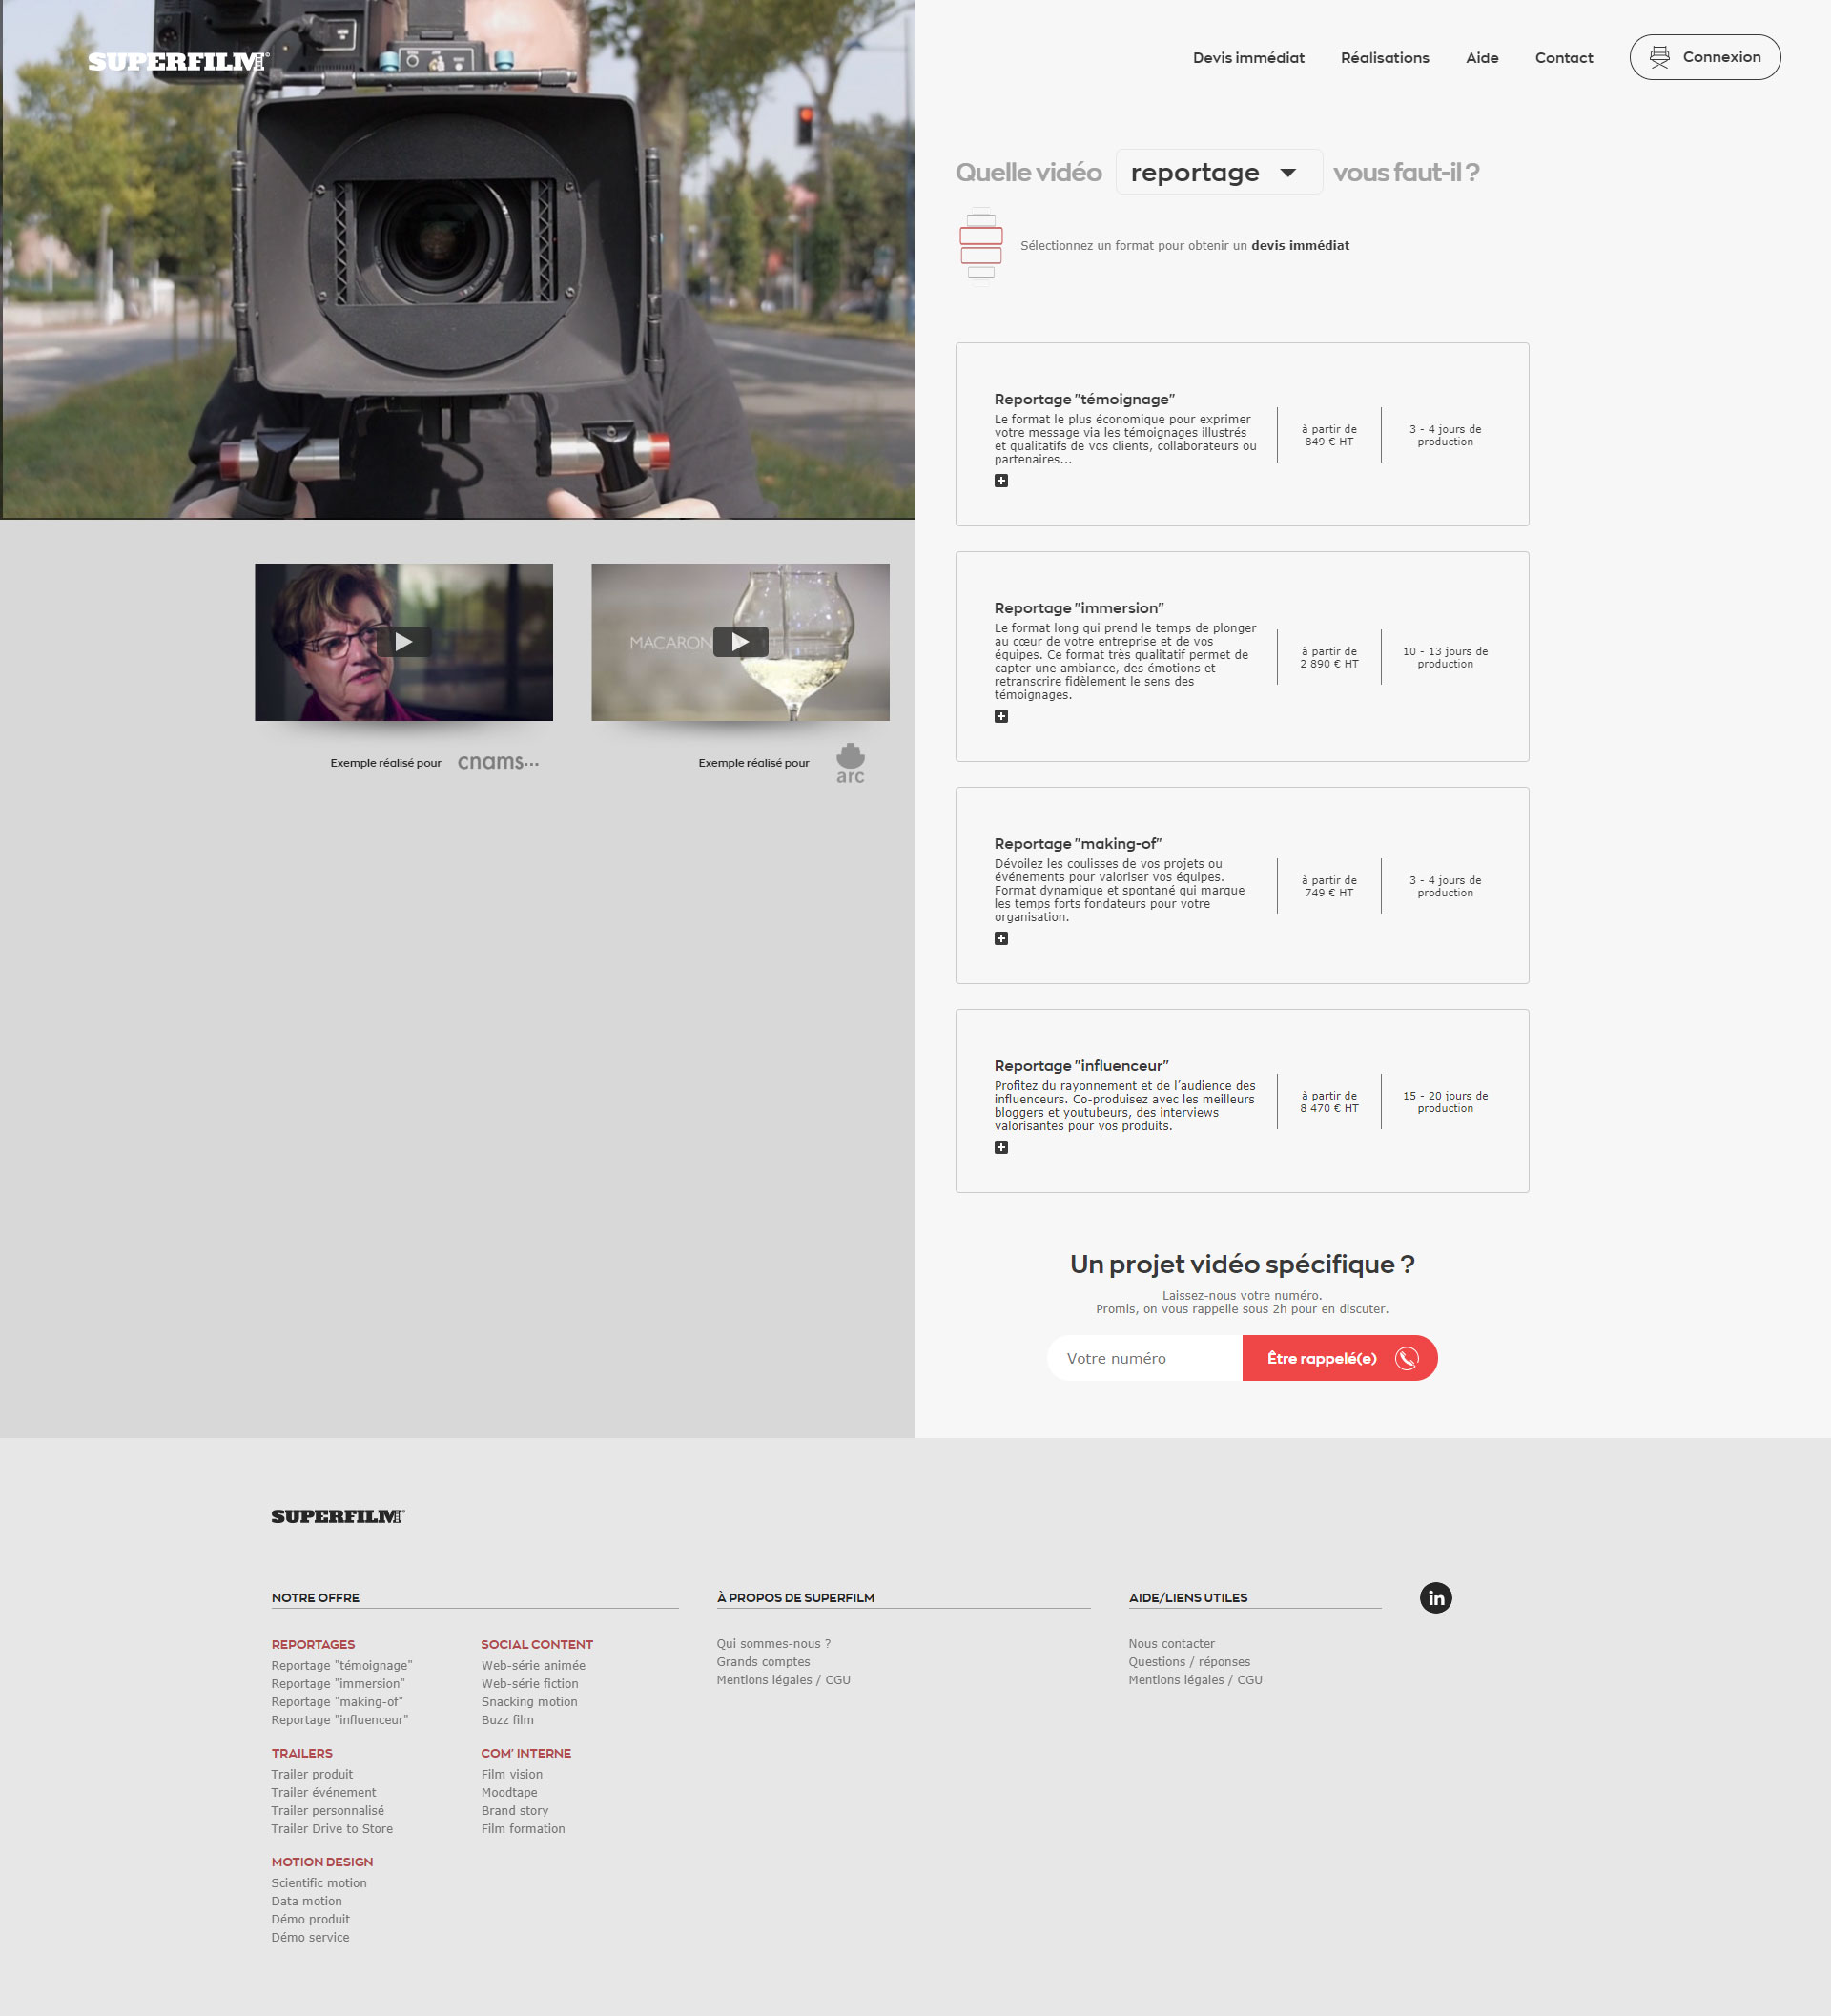 SUPERFILM
Devis immédiat
Réalisations
Aide
Contact
Connexion
Quelle vidéo reportage vous faut-il ?
Sélectionnez un format pour obtenir un devis immédiat
Reportage "témoignage"
Le format le plus économique pour exprimer
votre message via les témoignages illustrés
et qualitatifs de vos clients, collaborateurs ou
partenaires...
à partir de
849 € HT
3 - 4 jours de
production
Reportage "immersion"
Le format long qui prend le temps de plonger
au cœur de votre entreprise et de vos
équipes. Ce format très qualitatif permet de
capter une ambiance, des émotions et
retranscrire fidèlement le sens des
témoignages.
à partir de
2 890 € HT
10 - 13 jours de
production
MACARON
Exemple réalisé pour
cnams...
Exemple réalisé pour
arc
Reportage "making-of"
Dévoilez les coulisses de vos projets ou
événements pour valoriser vos équipes.
Format dynamique et spontané qui marque
les temps forts fondateurs pour votre
organisation.
à partir de
749 € HT
3 - 4 jours de
production
Reportage "influenceur"
Profitez du rayonnement et de l'audience des
influenceurs. Co-produisez avec les meilleurs
bloggers et youtubeurs, des interviews
valorisantes pour vos produits.
à partir de
8 470 € HT
15 - 20 jours de
production
Un projet vidéo spécifique ?
Laissez-nous votre numéro.
Promis, on vous rappelle sous 2h pour en discuter.
Votre numéro
Être rappelé(e)
SUPERFILM
NOTRE OFFRE
REPORTAGES
Reportage "témoignage"
Reportage "immersion"
Reportage "making-of"
Reportage "influenceur"
TRAILERS
Trailer produit
Trailer événement
Trailer personnalisé
Trailer Drive to Store
MOTION DESIGN
Scientific motion
Data motion
Démo produit
Démo service
SOCIAL CONTENT
Web-série animée
Web-série fiction
Snacking motion
Buzz film
COM' INTERNE
Film vision
Moodtape
Brand story
Film formation
À PROPOS DE SUPERFILM
Qui sommes-nous ?
Grands comptes
Mentions légales / CGU
AIDE/LIENS UTILES
Nous contacter
Questions / réponses
Mentions légales / CGU
in